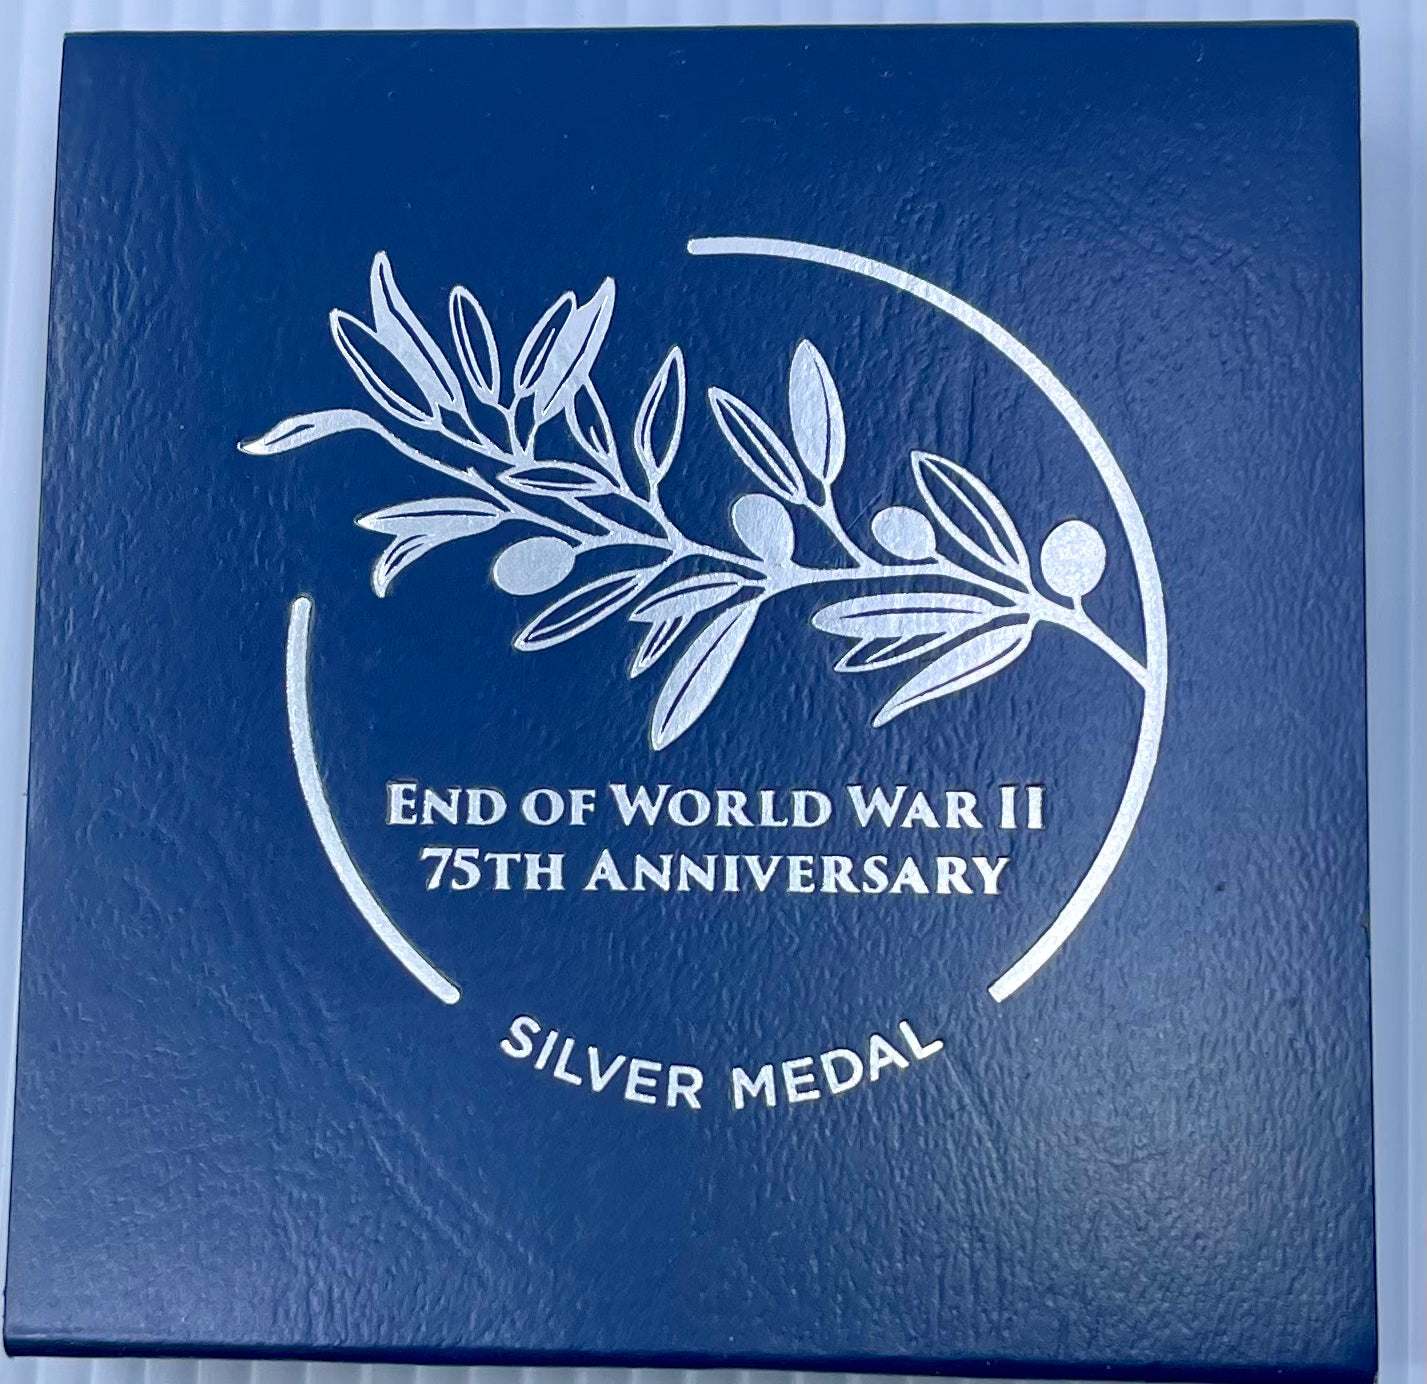 END OF WORLD WAR II
75TH ANNIVERSARY
SILVER MEDAL